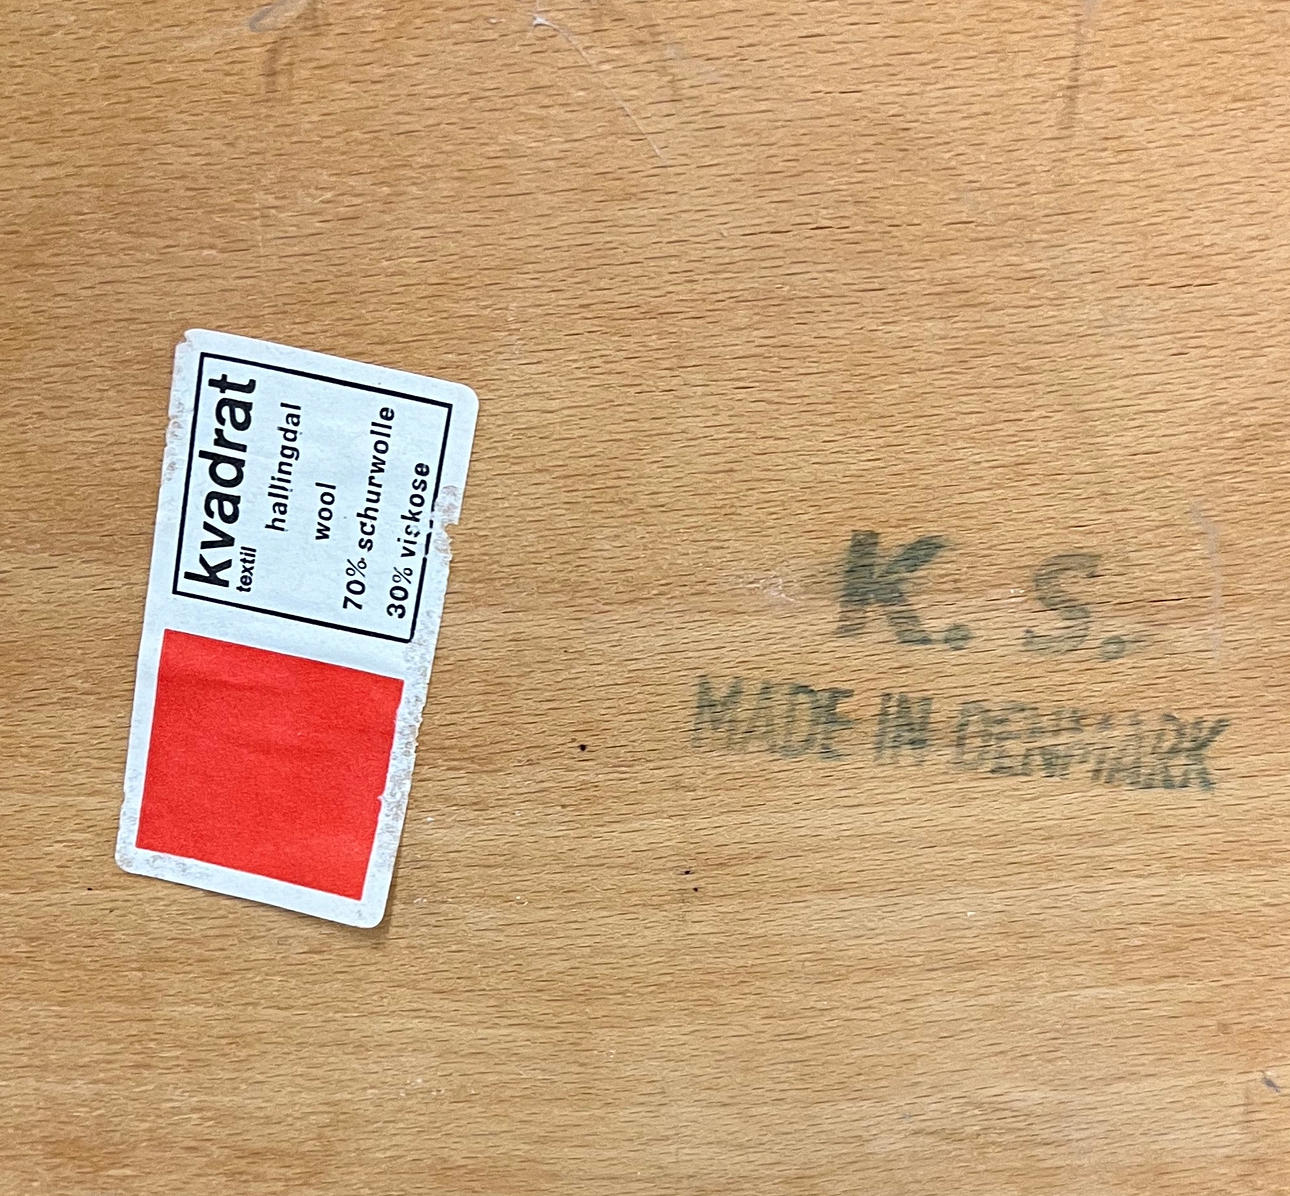 kvadrat
textil
hallingdal
wool
70% schurwolle
30% viskose
K. S.
MADE IN DENMARK